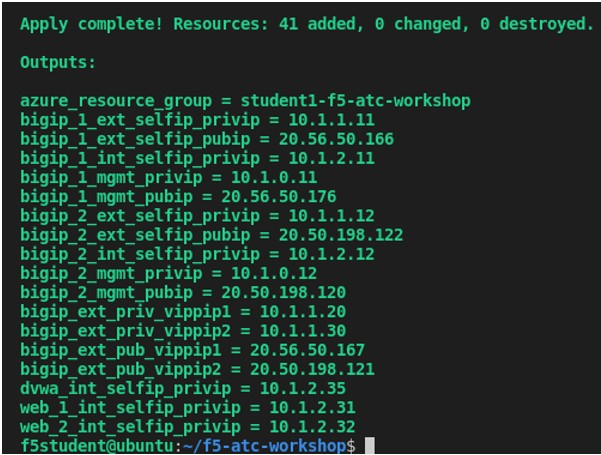 Apply complete! Resources: 41 added, 0 changed, 0 destroyed.
Outputs:
azure_resource_group = student1-f5-atc-workshop
bigip_1_ext_selfip_privip = 10.1.1.11
bigip_1_ext_selfip_pubip = 20.56.50.166
bigip_1_int_selfip_privip = 10.1.2.11
bigip_1_mgmt_privip = 10.1.0.11
bigip_1_mgmt_pubip = 20.56.50.176
bigip_2_ext_selfip_privip = 10.1.1.12
bigip_2_ext_selfip_pubip = 20.50.198.122
bigip_2_int_selfip_privip = 10.1.2.12
bigip_2_mgmt_privip = 10.1.0.12
bigip_2_mgmt_pubip = 20.50.198.120
bigip_ext_priv_vippip1 = 10.1.1.20
bigip_ext_priv_vippip2 = 10.1.1.30
bigip_ext_pub_vippip1 = 20.56.50.167
bigip_ext_pub_vippip2 = 20.50.198.121
dvwa_int_selfip_privip = 10.1.2.35
web_1_int_selfip_privip = 10.1.2.31
web_2_int_selfip_privip = 10.1.2.32
f5student@ubuntu:~/f5-atc-workshop$